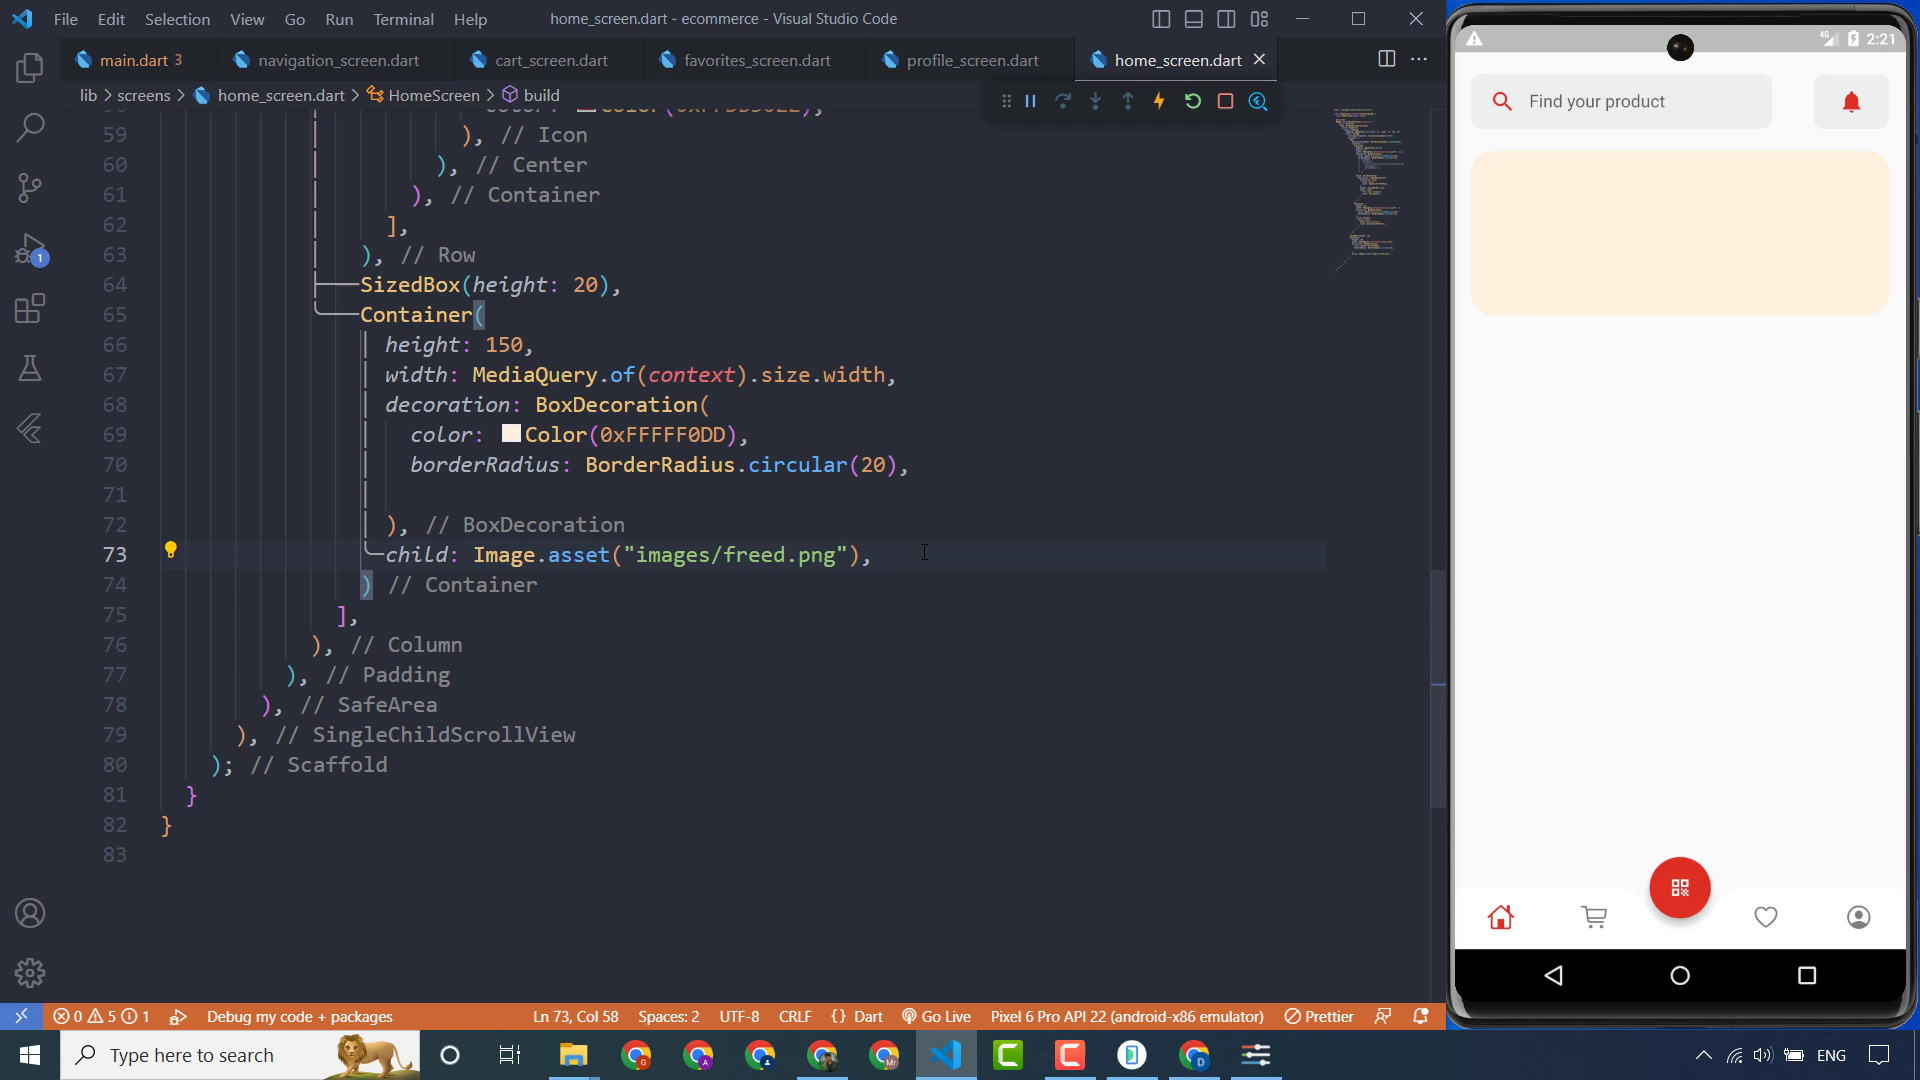 File Edit Selection View Go Run Terminal Help
home_screen.dart - ecommerce - Visual Studio Code
main.dart 3
navigation_screen.dart
cart_screen.dart
favorites_screen.dart
profile_screen.dart
home_screen.dart
lib > screens > home_screen.dart > HomeScreen > build
59 ), // Icon
60 ), // Center
61 ), // Container
62 ],
63 ), // Row
64 SizedBox(height: 20),
65 Container(
66 height: 150,
67 width: MediaQuery.of(context).size.width,
68 decoration: BoxDecoration(
69 color: Color(0xFFFFF0DD),
70 borderRadius: BorderRadius.circular(20),
71
72 ), // BoxDecoration
73 child: Image.asset("images/freed.png"),
74 ) // Container
75 ],
76 ), // Column
77 ), // Padding
78 ), // SafeArea
79 ), // SingleChildScrollView
80 ); // Scaffold
81 }
82 }
83
1
4G 2:21
Find your product
0 5 1 Debug my code + packages Ln 73, Col 58 Spaces: 2 UTF-8 CRLF {} Dart Go Live Pixel 6 Pro API 22 (android-x86 emulator) Prettier
Type here to search
ENG